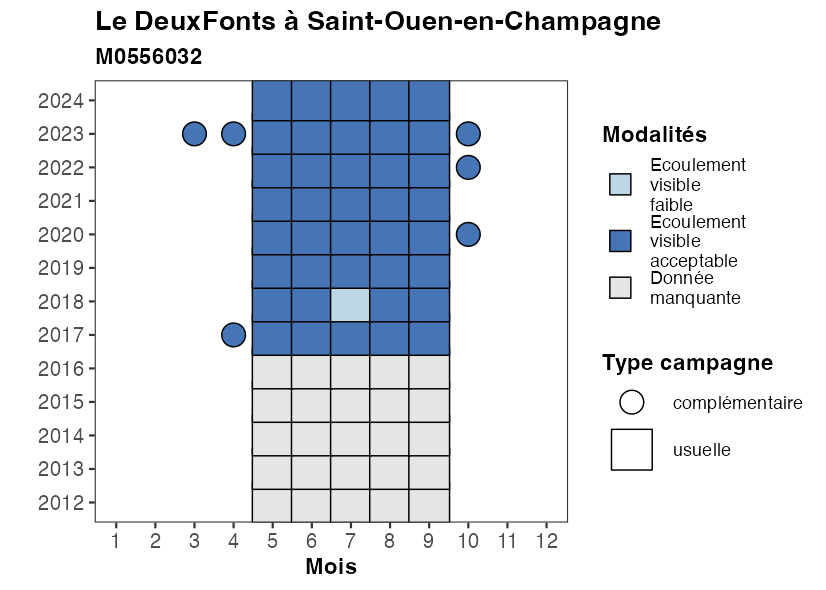 Le DeuxFonts à Saint-Ouen-en-Champagne
M0556032
2024
2023
2022
2021
2020
2019
2018
2017
2016
2015
2014
2013
2012
1 2 3 4 5 6 7 8 9 10 11 12
Mois
Modalités
Ecoulement
visible
faible
Ecoulement
visible
acceptable
Donnée
manquante
Type campagne
complémentaire
usuelle